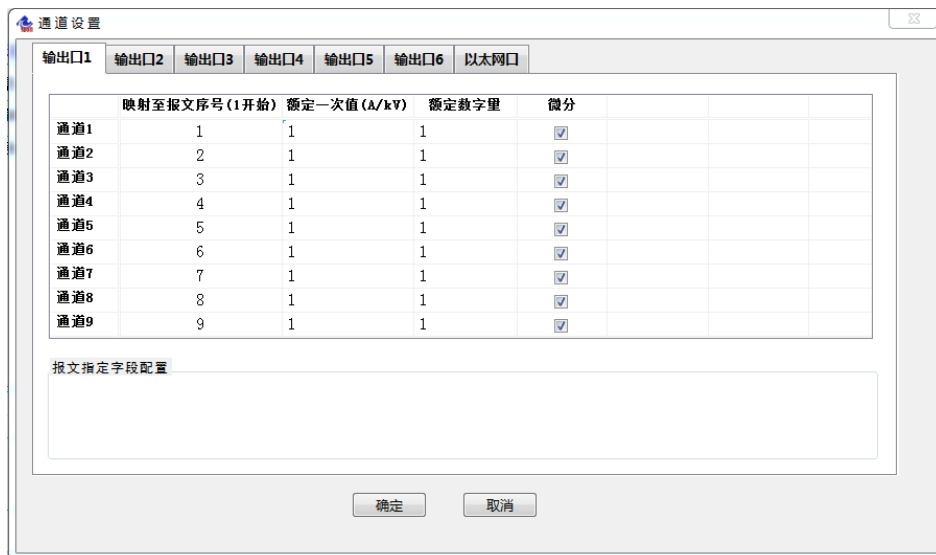 通道设置
输出口1 输出口2 输出口3 输出口4 输出口5 输出口6 以太网口
映射至报文序号(1开始) 额定一次值(A/kV) 额定数字量 微分
通道1 1 1 1
通道2 2 1 1
通道3 3 1 1
通道4 4 1 1
通道5 5 1 1
通道6 6 1 1
通道7 7 1 1
通道8 8 1 1
通道9 9 1 1
报文指定字段配置
确定 取消